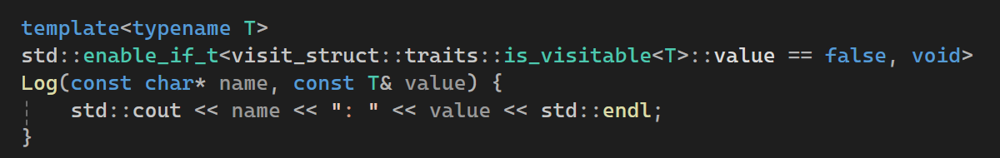 template<typename T>
std::enable_if_t<visit_struct::traits::is_visitable<T>::value == false, void>
Log(const char* name, const T& value) {
    std::cout << name << ": " << value << std::endl;
}